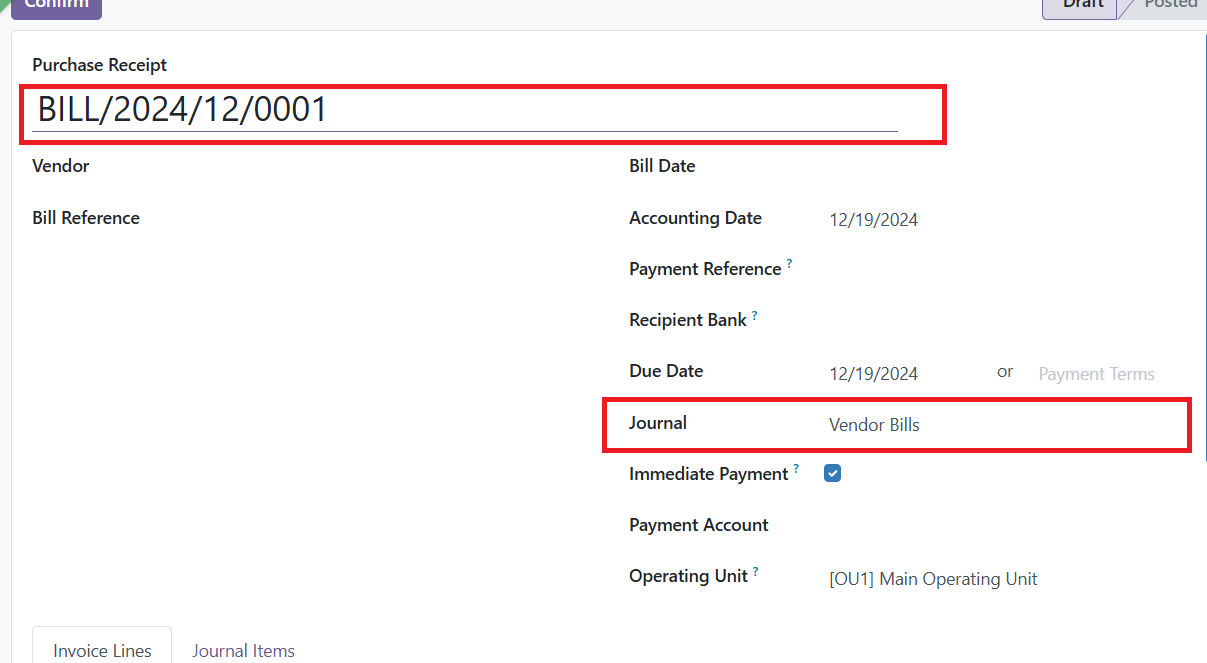 Confirm
Draft
Posted
Purchase Receipt
BILL/2024/12/0001
Vendor
Bill Date
Bill Reference
Accounting Date 12/19/2024
Payment Reference ?
Recipient Bank ?
Due Date 12/19/2024 or Payment Terms
Journal Vendor Bills
Immediate Payment ?
Payment Account
Operating Unit ? [OU1] Main Operating Unit
Invoice Lines Journal Items